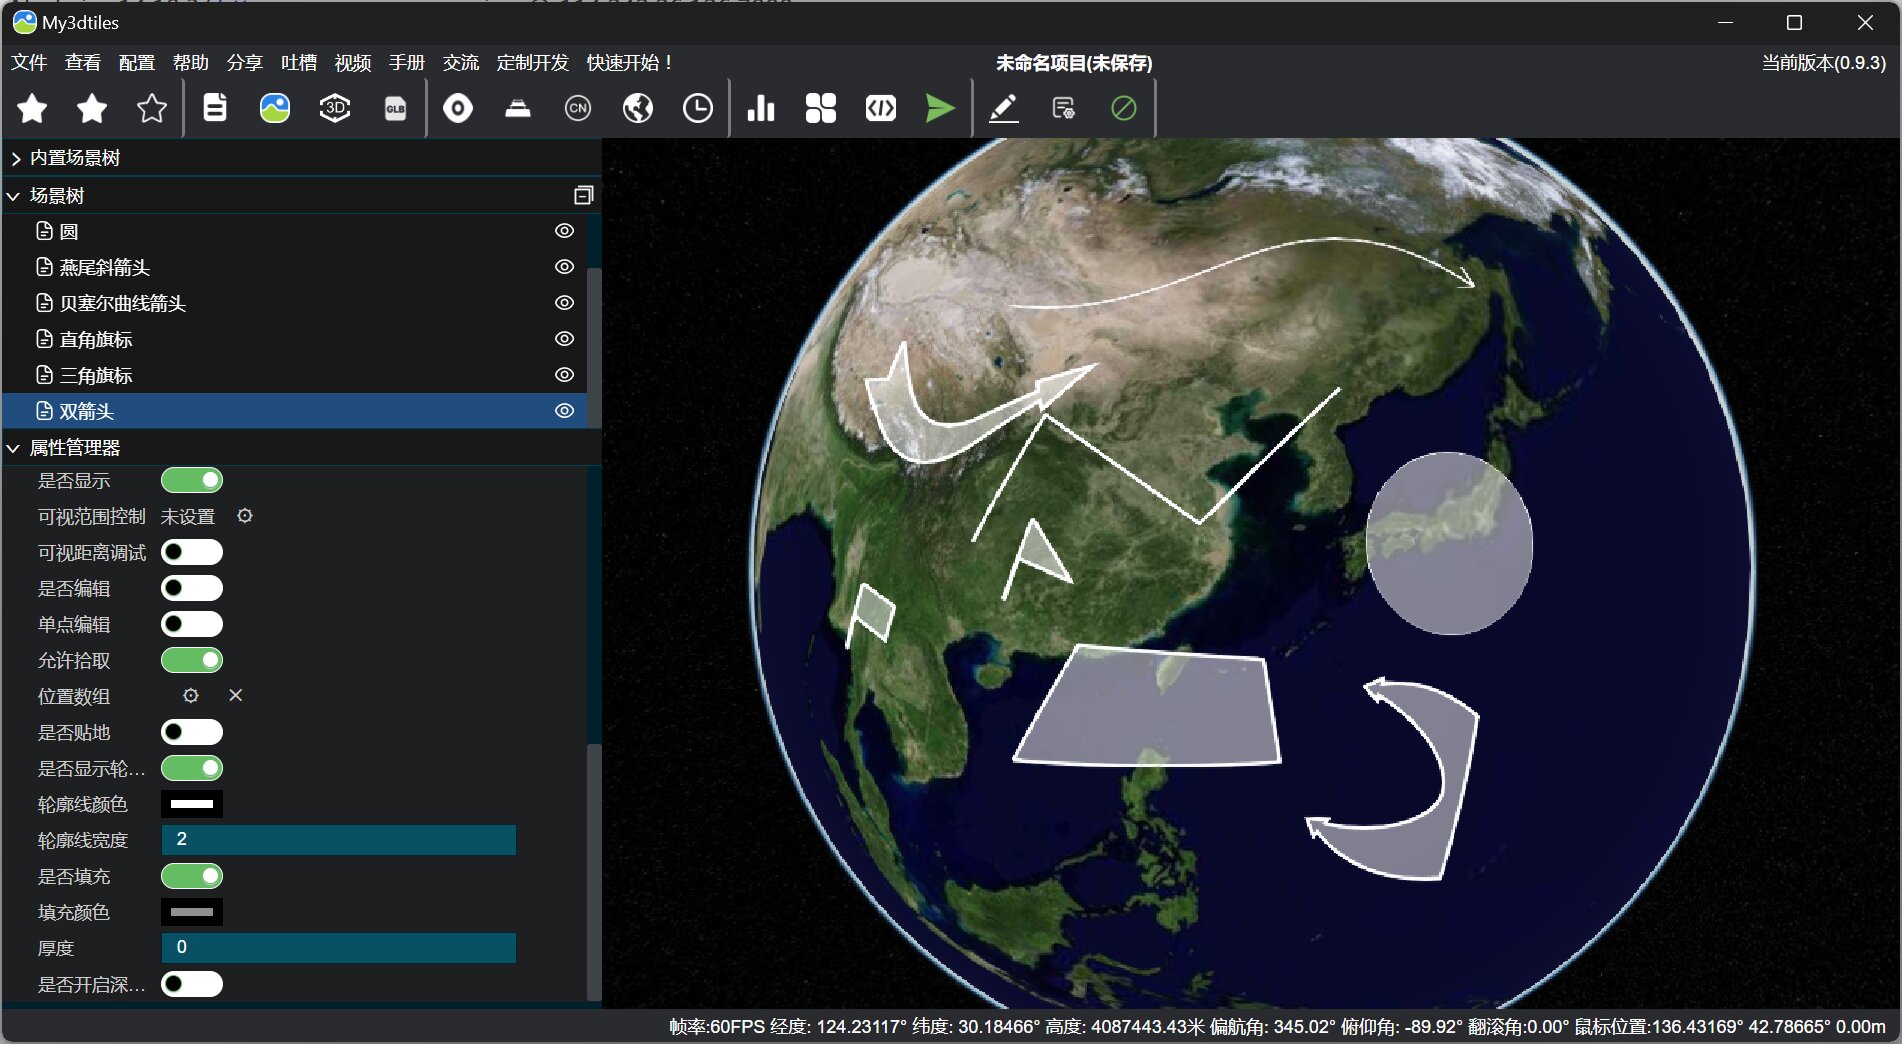 My3dtiles
文件 查看 配置 帮助 分享 吐槽 视频 手册 交流 定制开发 快速开始！ 未命名项目(未保存) 当前版本(0.9.3)
3D GLB CN
内置场景树
场景树
圆
燕尾斜箭头
贝塞尔曲线箭头
直角旗标
三角旗标
双箭头
属性管理器
是否显示
可视范围控制 未设置
可视距离调试
是否编辑
单点编辑
允许拾取
位置数组
是否贴地
是否显示轮...
轮廓线颜色
轮廓线宽度 2
是否填充
填充颜色
厚度 0
是否开启深...
帧率:60FPS 经度: 124.23117° 纬度: 30.18466° 高度: 4087443.43米 偏航角: 345.02° 俯仰角: -89.92° 翻滚角:0.00° 鼠标位置:136.43169° 42.78665° 0.00m